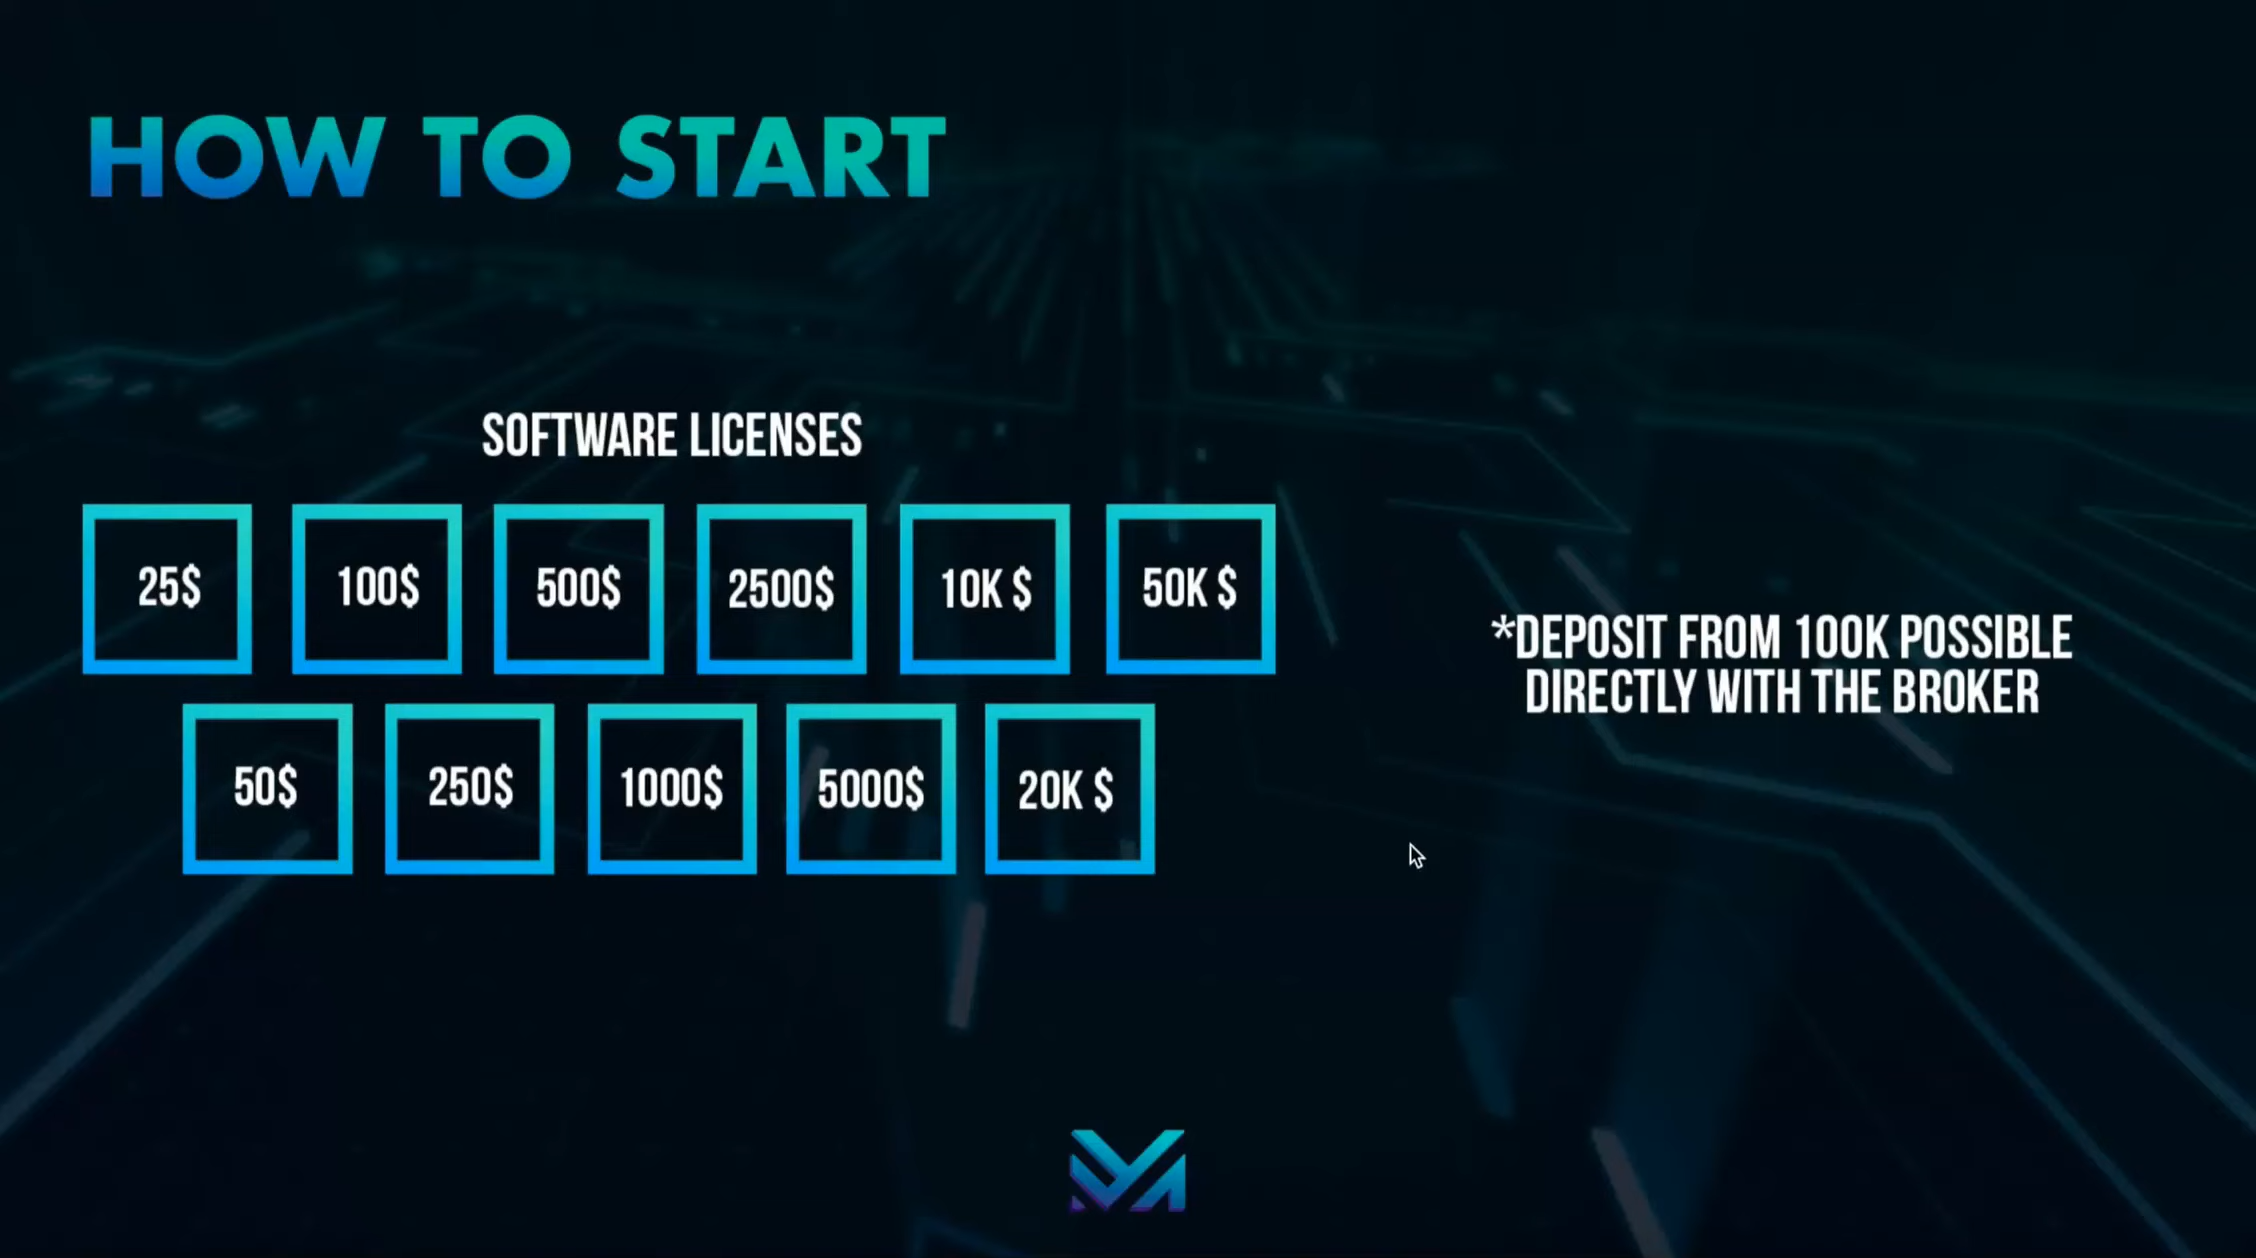 HOW TO START
SOFTWARE LICENSES
25$
100$
500$
2500$
10K $
50K $
50$
250$
1000$
5000$
20K $
*DEPOSIT FROM 100K POSSIBLE
DIRECTLY WITH THE BROKER